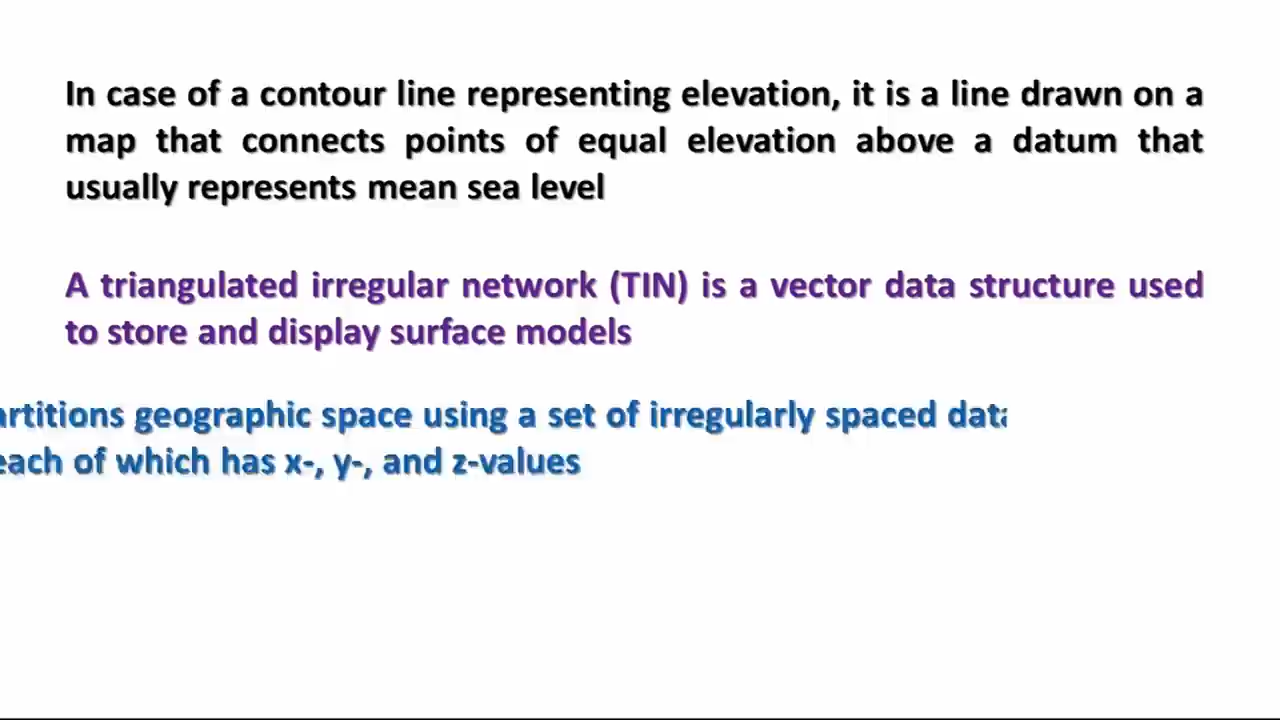 In case of a contour line representing elevation, it is a line drawn on a
map that connects points of equal elevation above a datum that
usually represents mean sea level
A triangulated irregular network (TIN) is a vector data structure used
to store and display surface models
artitions geographic space using a set of irregularly spaced data
each of which has x-, y-, and z-values